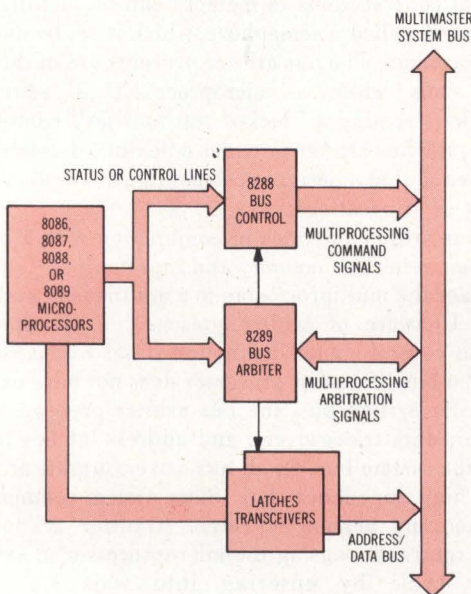 MULTIMASTER
SYSTEM BUS
STATUS OR CONTROL LINES
8288
BUS
CONTROL
8086,
8087,
8088,
OR
8089
MICRO-
PROCESSORS
MULTIPROCESSING
COMMAND
SIGNALS
8289
BUS
ARBITER
MULTIPROCESSING
ARBITRATION
SIGNALS
LATCHES
TRANSCEIVERS
ADDRESS/
DATA BUS